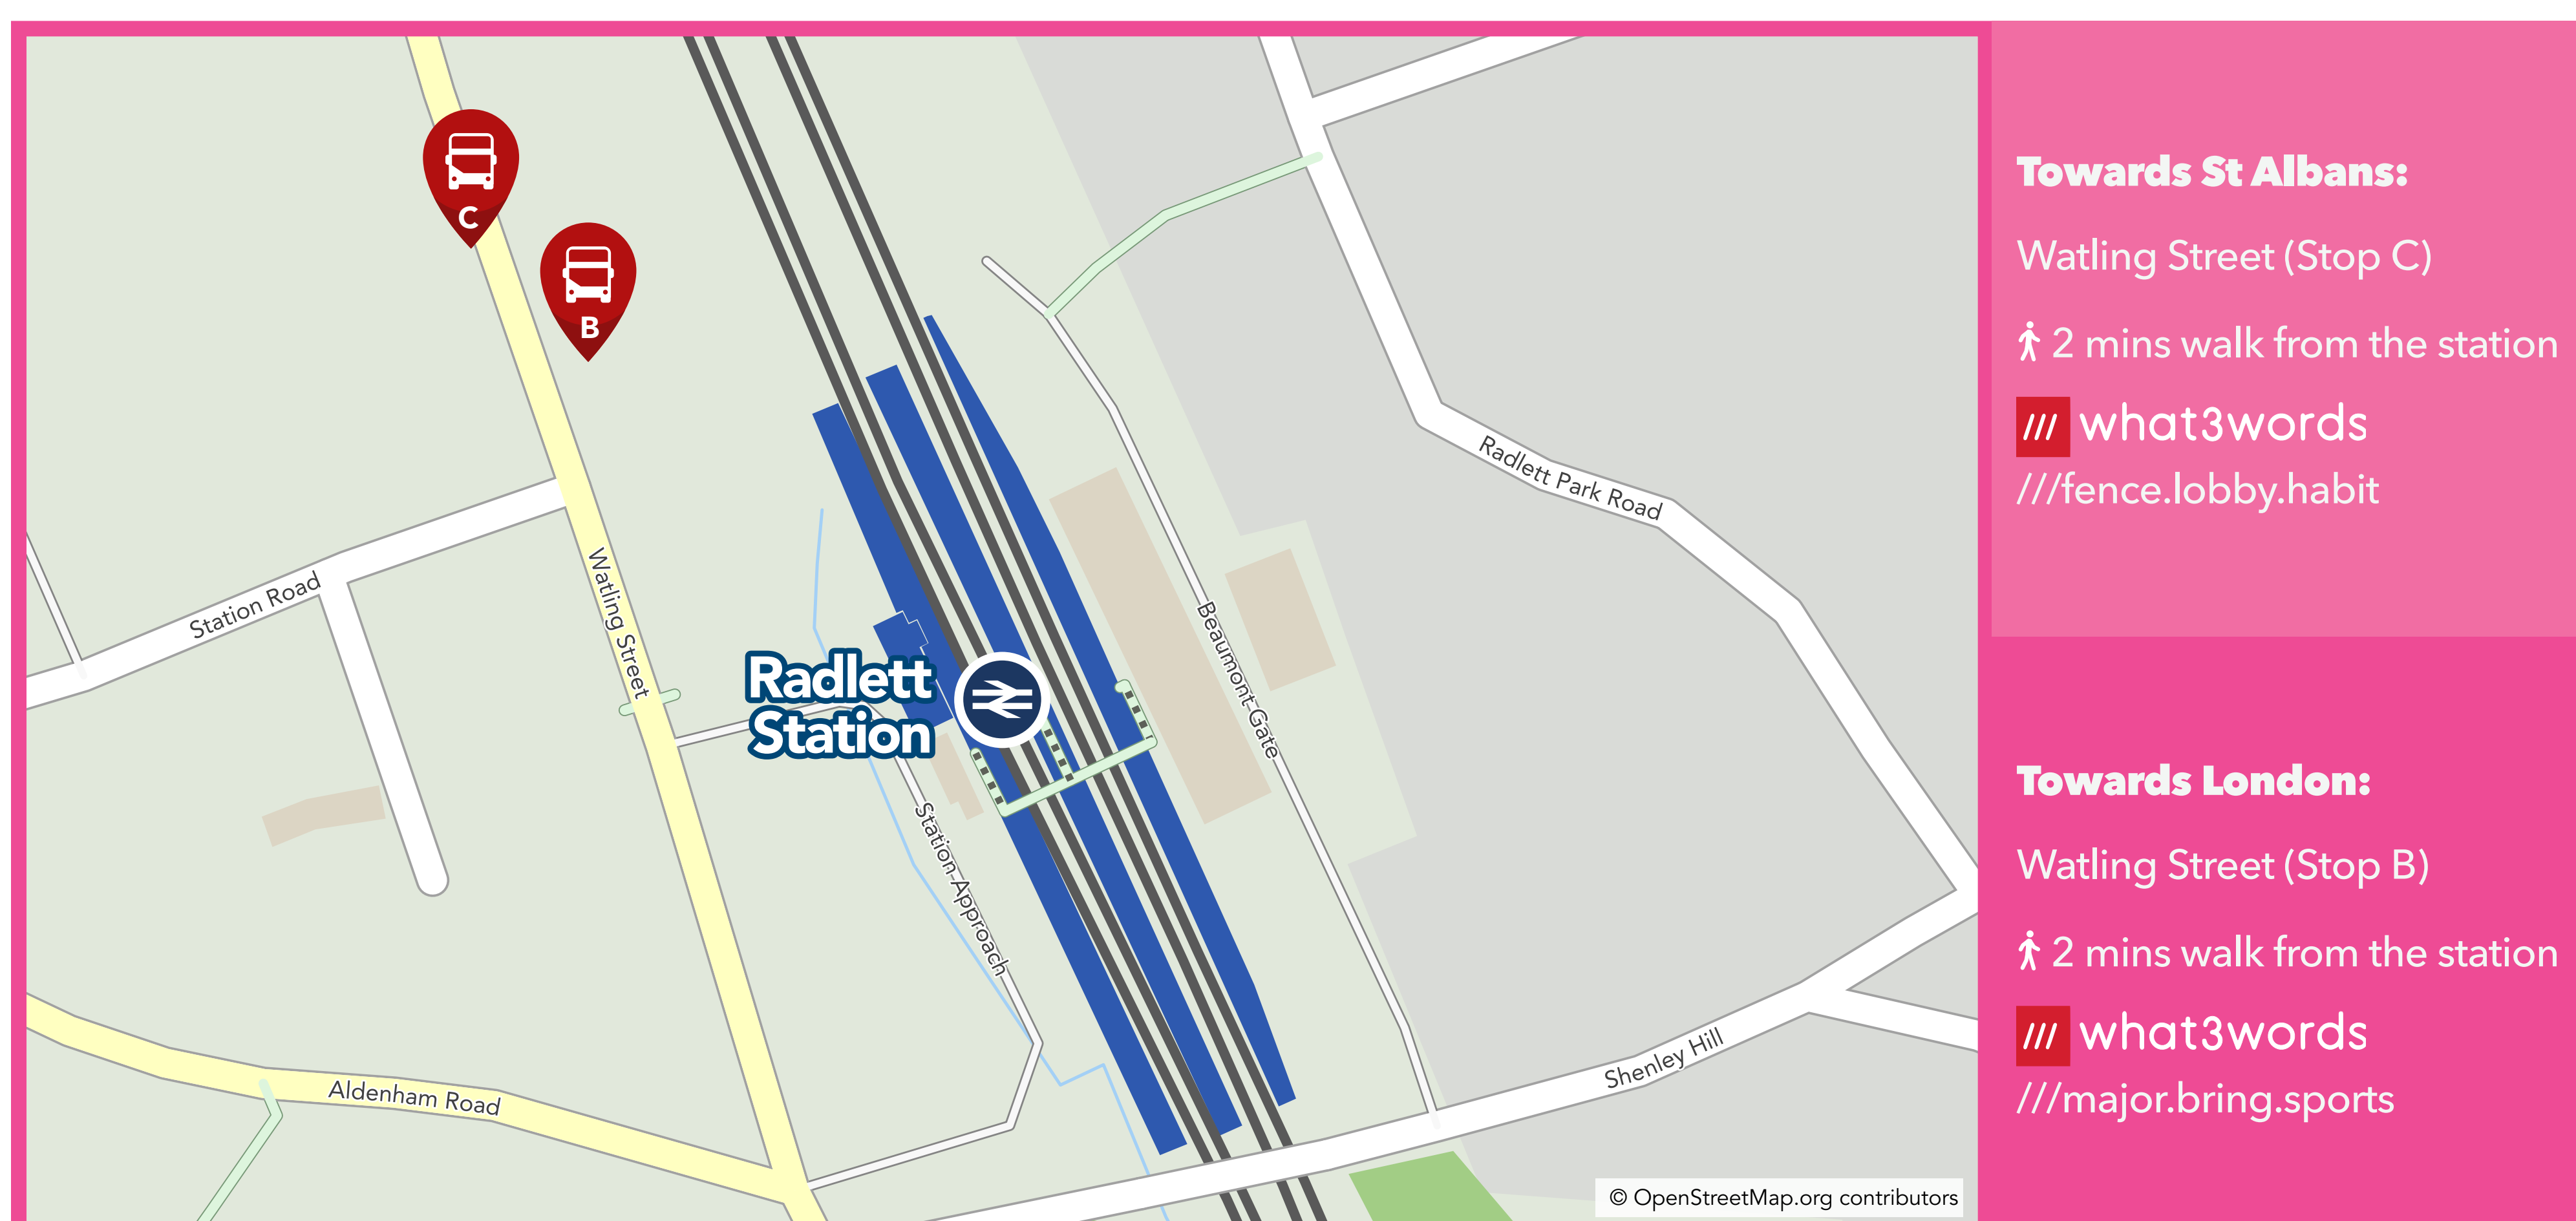 C
B
Station Road
Watling Street
Radlett
Station
Station Approach
Beaumont Gate
Radlett Park Road
Aldenham Road
Shenley Hill
© OpenStreetMap.org contributors
Towards St Albans:
Watling Street (Stop C)
2 mins walk from the station
/// what3words
///fence.lobby.habit
Towards London:
Watling Street (Stop B)
2 mins walk from the station
/// what3words
///major.bring.sports